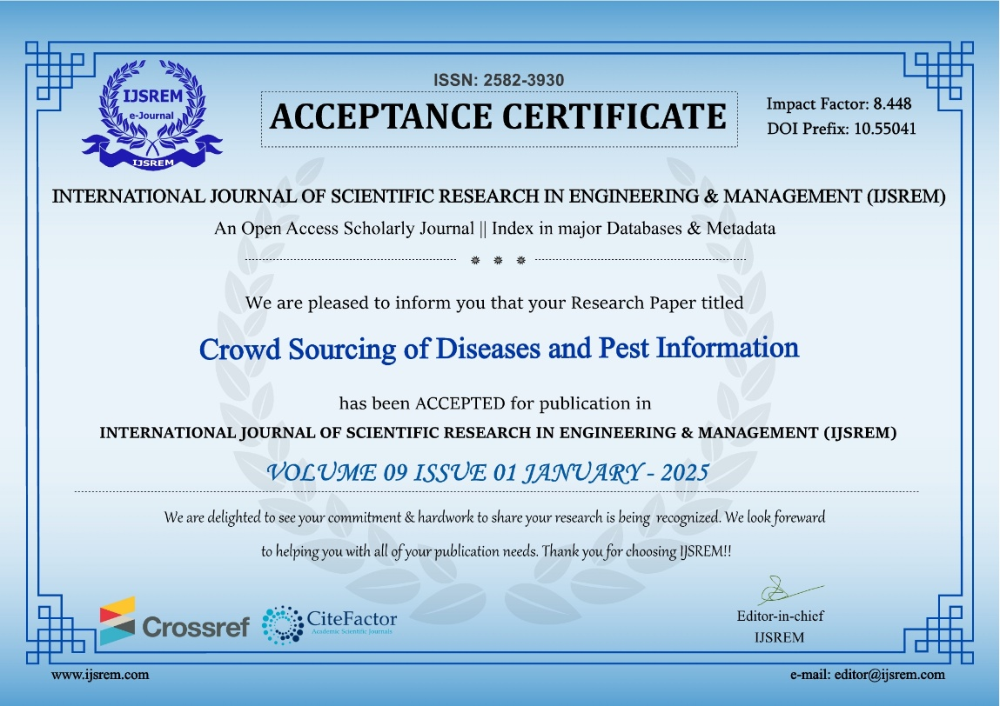 ISSN: 2582-3930
IJSREM
e-Journal
IJSREM
ACCEPTANCE CERTIFICATE
Impact Factor: 8.448
DOI Prefix: 10.55041
INTERNATIONAL JOURNAL OF SCIENTIFIC RESEARCH IN ENGINEERING & MANAGEMENT (IJSREM)
An Open Access Scholarly Journal || Index in major Databases & Metadata
We are pleased to inform you that your Research Paper titled
Crowd Sourcing of Diseases and Pest Information
has been ACCEPTED for publication in
INTERNATIONAL JOURNAL OF SCIENTIFIC RESEARCH IN ENGINEERING & MANAGEMENT (IJSREM)
VOLUME 09 ISSUE 01 JANUARY - 2025
We are delighted to see your commitment & hardwork to share your research is being recognized. We look foreward
to helping you with all of your publication needs. Thank you for choosing IJSREM!!
Crossref
CiteFactor
Academic Scientific Journals
Editor-in-chief
IJSREM
www.ijsrem.com
e-mail: editor@ijsrem.com